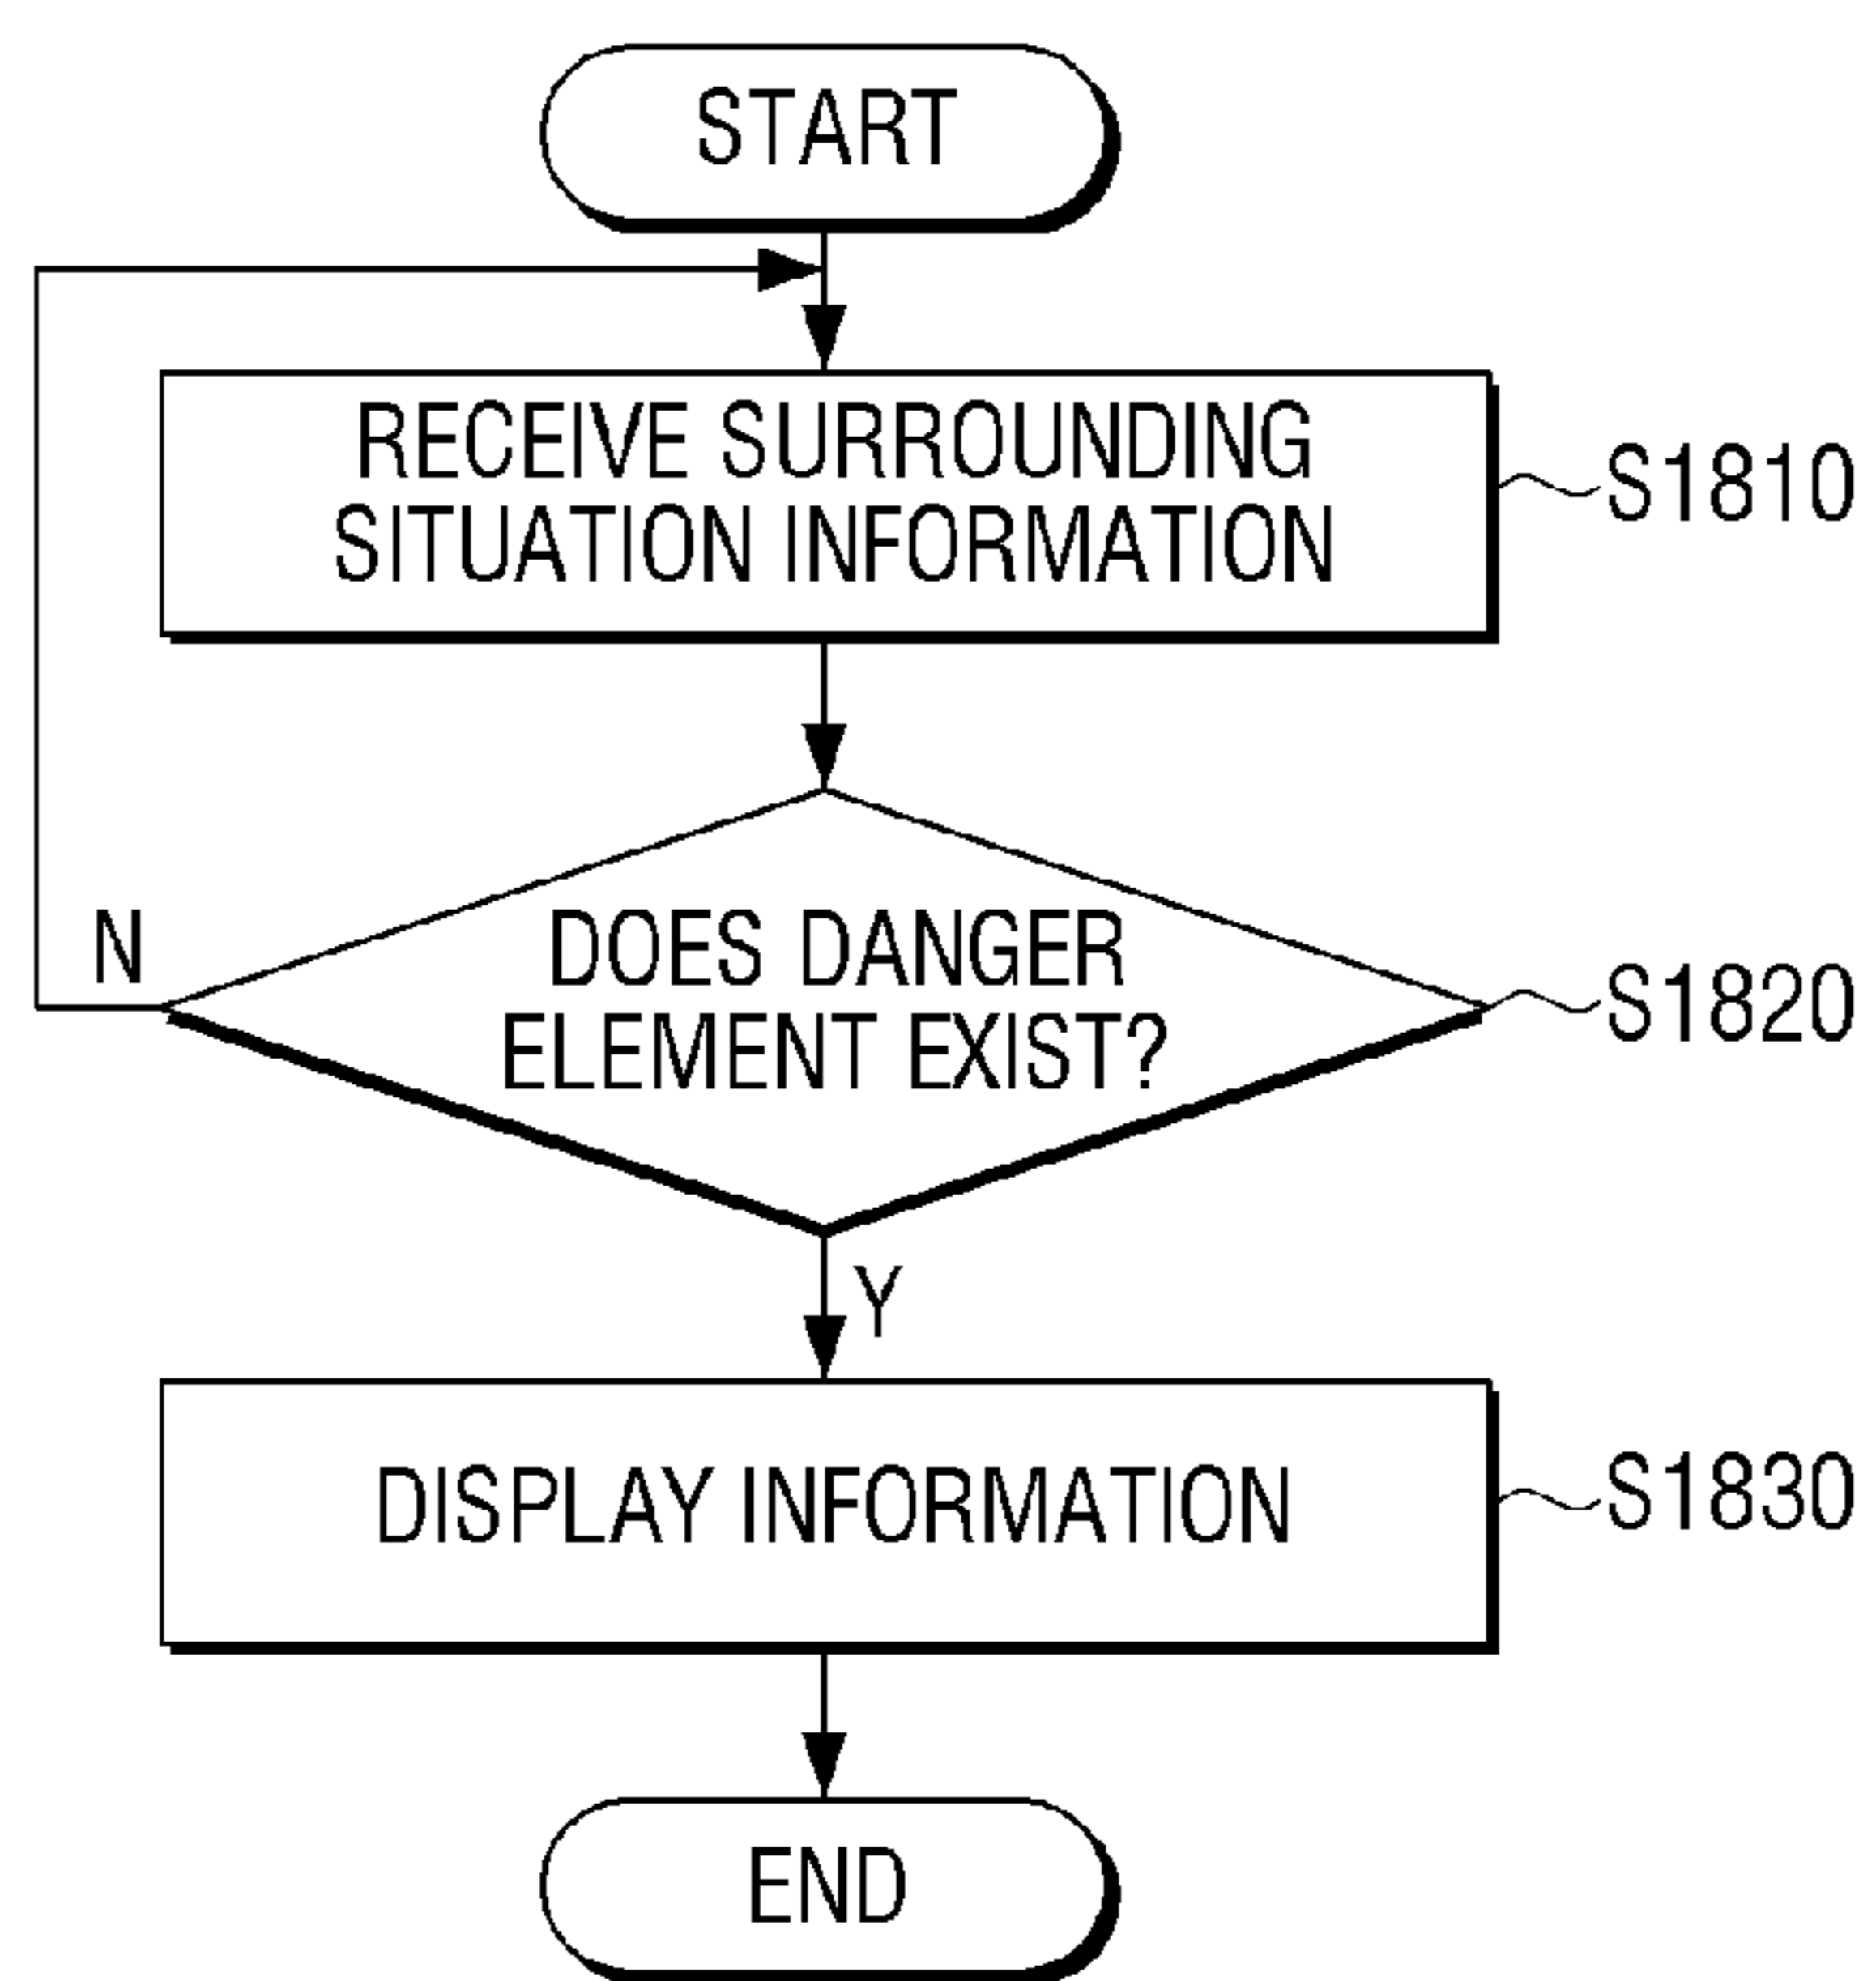 START
RECEIVE SURROUNDING
SITUATION INFORMATION
S1810
DOES DANGER
ELEMENT EXIST?
S1820
N
Y
DISPLAY INFORMATION
S1830
END